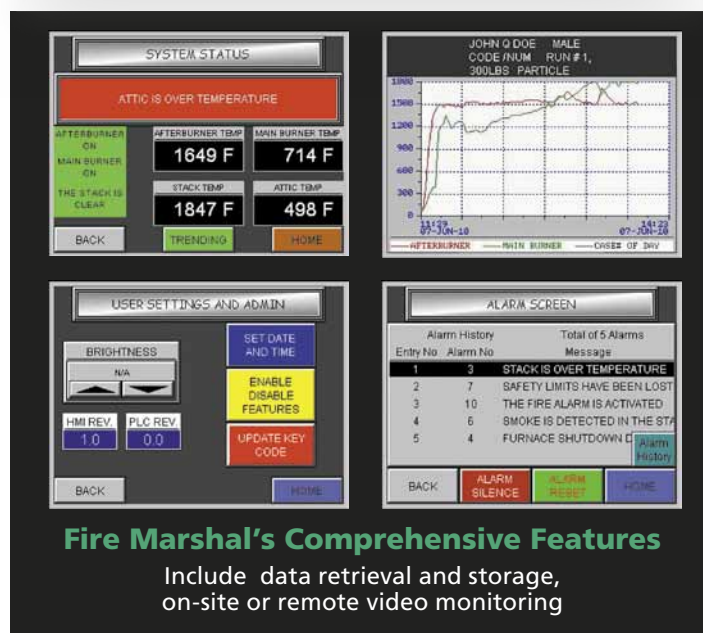 SYSTEM STATUS
ATTIC IS OVER TEMPERATURE
AFTERBURNER
ON
MAIN BURNER
ON
THE STACK IS
CLEAR
AFTERBURNER TEMP
1649 F
MAIN BURNER TEMP
714 F
STACK TEMP
1847 F
ATTIC TEMP
498 F
BACK
TRENDING
HOME
JOHN Q DOE MALE
CODE/NUM RUN # 1,
300LBS PARTICLE
1800
1500
1200
900
600
300
0
11:29
07-JUN-10
14:23
07-JUN-10
AFTERBURNER
MAIN BURNER
CASE# OF DAY
USER SETTINGS AND ADMIN
BRIGHTNESS
N/A
HMI REV.
1.0
PLC REV.
0.0
SET DATE
AND TIME
ENABLE
DISABLE
FEATURES
UPDATE KEY
CODE
BACK
HOME
ALARM SCREEN
Alarm History Total of 5 Alarms
Entry No Alarm No Message
1 3 STACK IS OVER TEMPERATURE
2 7 SAFETY LIMITS HAVE BEEN LOST
3 10 THE FIRE ALARM IS ACTIVATED
4 6 SMOKE IS DETECTED IN THE STA
5 4 FURNACE SHUTDOWN D
Alarm
History
BACK
ALARM
SILENCE
ALARM
RESET
HOME
Fire Marshal's Comprehensive Features
Include data retrieval and storage,
on-site or remote video monitoring